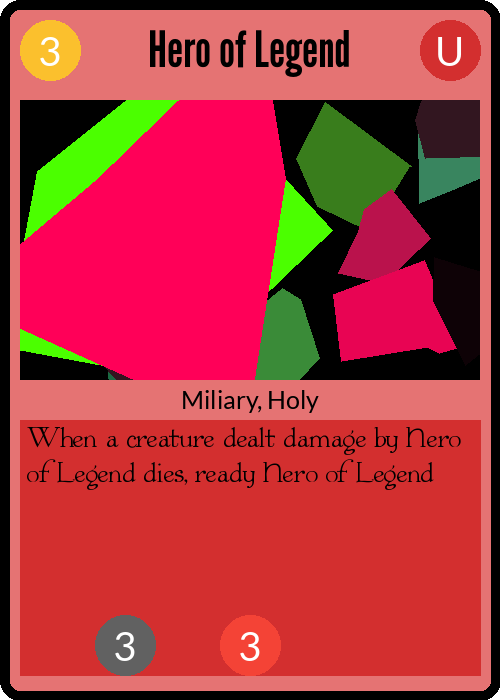 3
Hero of Legend
U
Miliary, Holy
When a creature dealt damage by Hero
of Legend dies, ready Hero of Legend
3
3